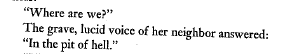 “Where are we?”
The grave, lucid voice of her neighbor answered:
“In the pit of hell.”